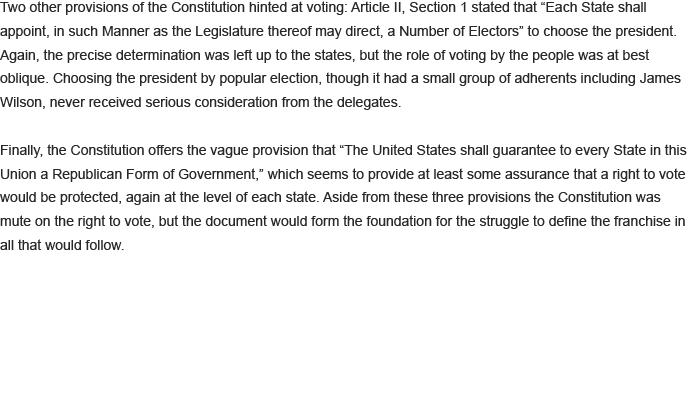 Two other provisions of the Constitution hinted at voting: Article II, Section 1 stated that “Each State shall
appoint, in such Manner as the Legislature thereof may direct, a Number of Electors” to choose the president.
Again, the precise determination was left up to the states, but the role of voting by the people was at best
oblique. Choosing the president by popular election, though it had a small group of adherents including James
Wilson, never received serious consideration from the delegates.
Finally, the Constitution offers the vague provision that “The United States shall guarantee to every State in this
Union a Republican Form of Government,” which seems to provide at least some assurance that a right to vote
would be protected, again at the level of each state. Aside from these three provisions the Constitution was
mute on the right to vote, but the document would form the foundation for the struggle to define the franchise in
all that would follow.